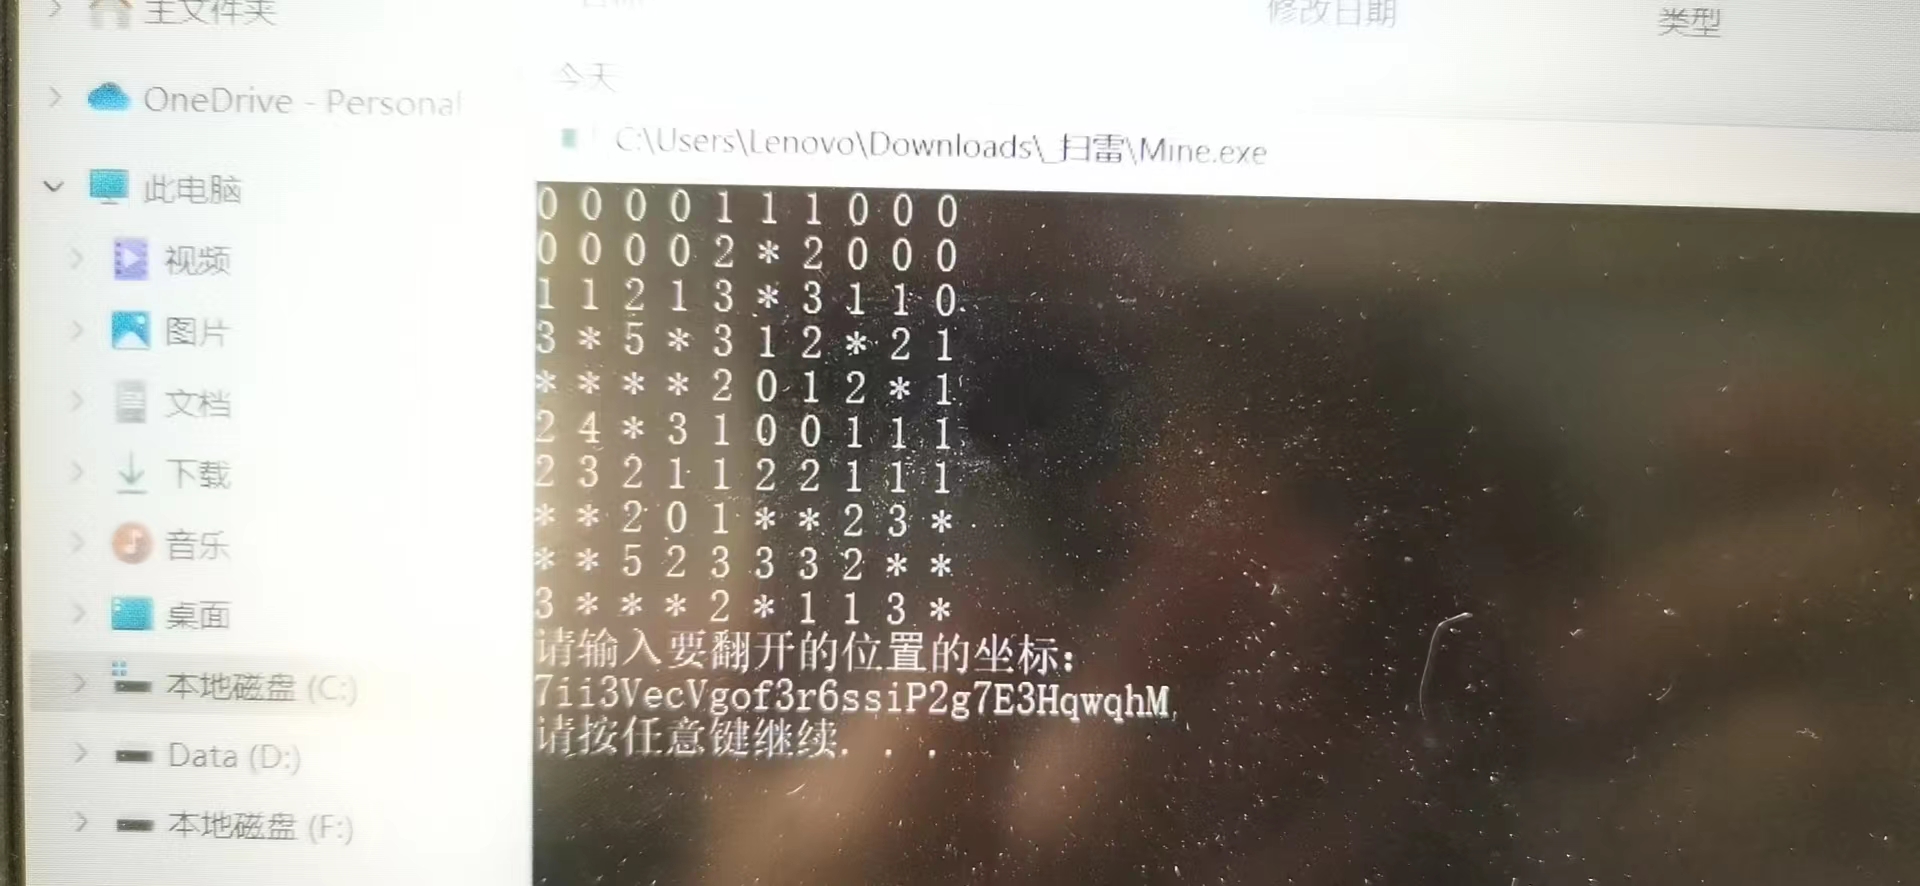 主文件夹
修改日期
类型
今天
OneDrive - Personal
C:\Users\Lenovo\Downloads\_扫雷\Mine.exe
此电脑
视频
图片
文档
下载
音乐
桌面
本地磁盘 (C:)
Data (D:)
本地磁盘 (F:)
0 0 0 0 1 1 1 0 0 0
0 0 0 0 2 * 2 0 0 0
1 1 2 1 3 * 3 1 1 0
3 * 5 * 3 1 2 * 2 1
* * * * 2 0 1 2 * 1
2 4 * 3 1 0 0 1 1 1
2 3 2 1 1 2 2 1 1 1
* * 2 0 1 * * 2 3 *
* * 5 2 3 3 3 2 * *
3 * * * 2 * 1 1 3 *
请输入要翻开的位置的坐标:
7ii3VecVgof3r6ssiP2g7E3HqwqhM
请按任意键继续. . .